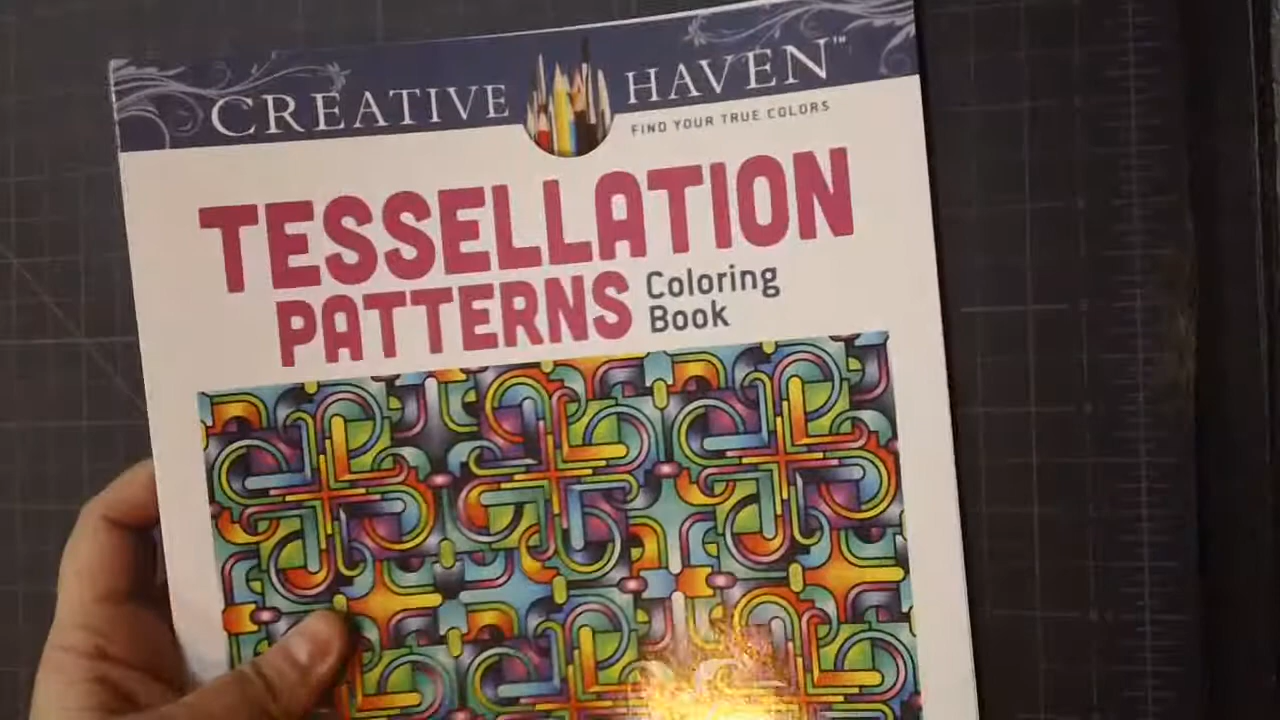 CREATIVE HAVEN™
FIND YOUR TRUE COLORS
TESSELLATION
PATTERNS
Coloring
Book